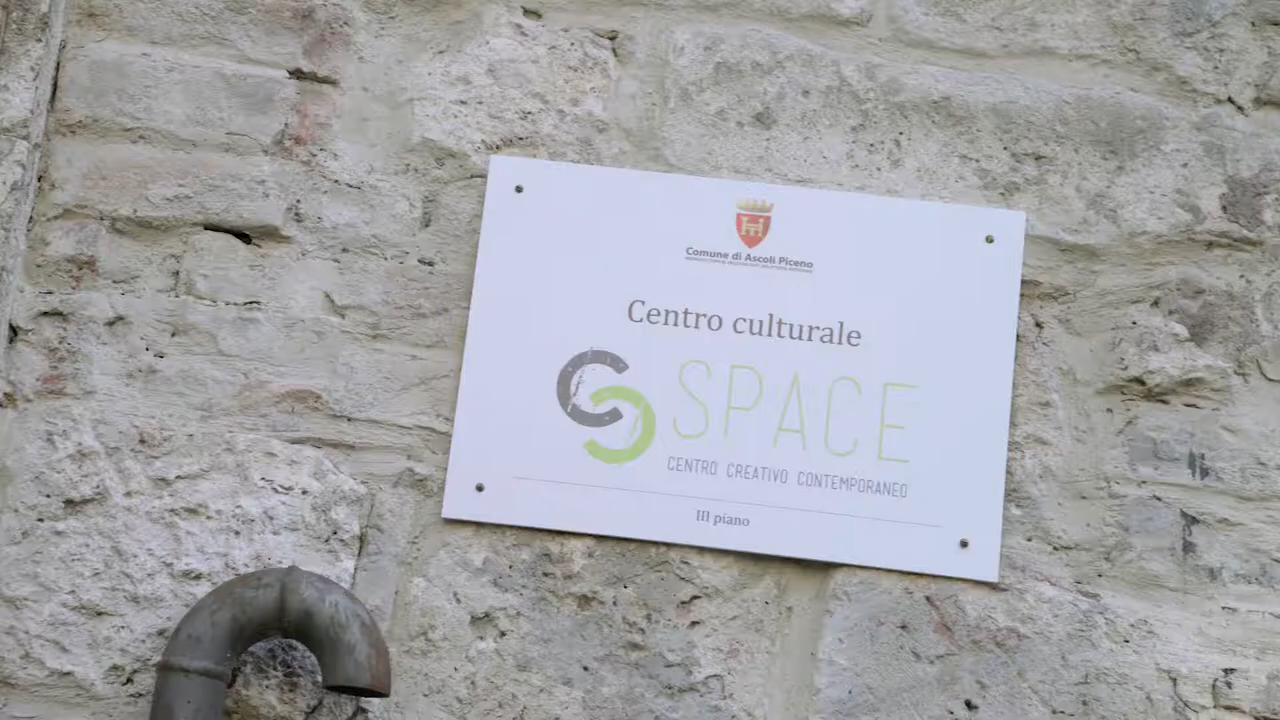 Comune di Ascoli Piceno
Centro culturale
SPACE
CENTRO CREATIVO CONTEMPORANEO
III piano